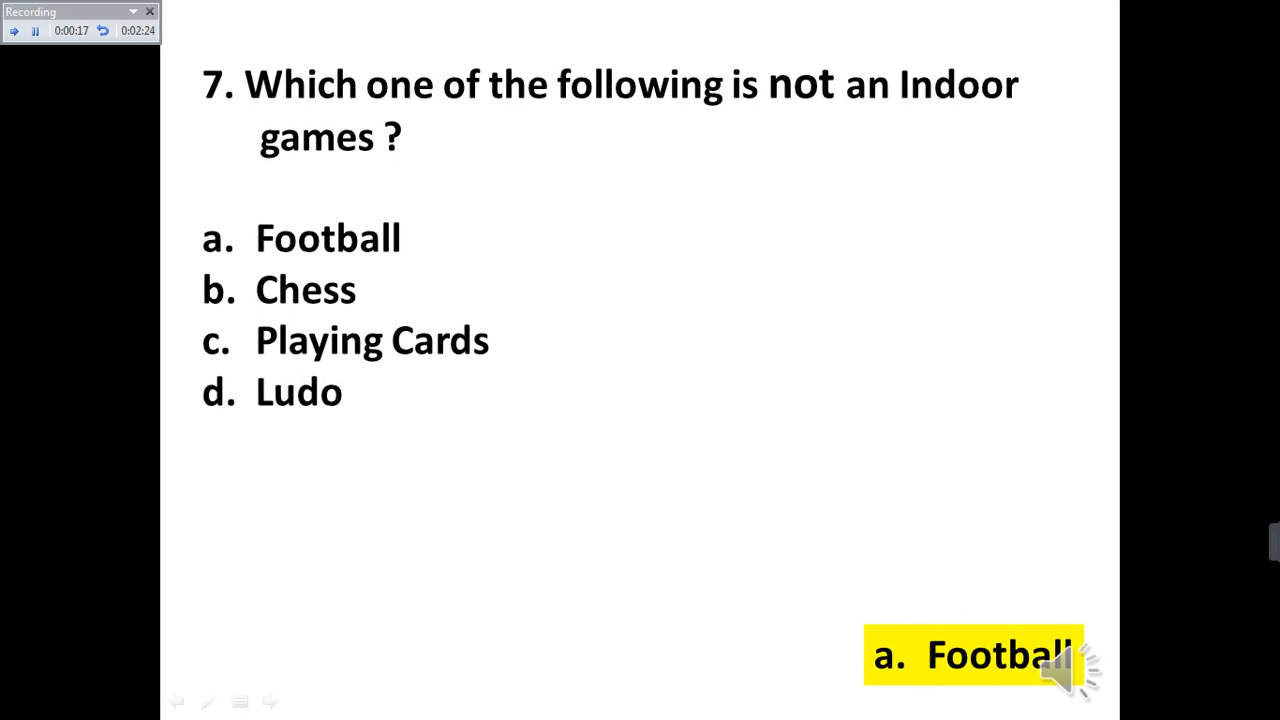 Recording
0:00:17 0:02:24
7. Which one of the following is not an Indoor
games ?
a. Football
b. Chess
c. Playing Cards
d. Ludo
a. Football